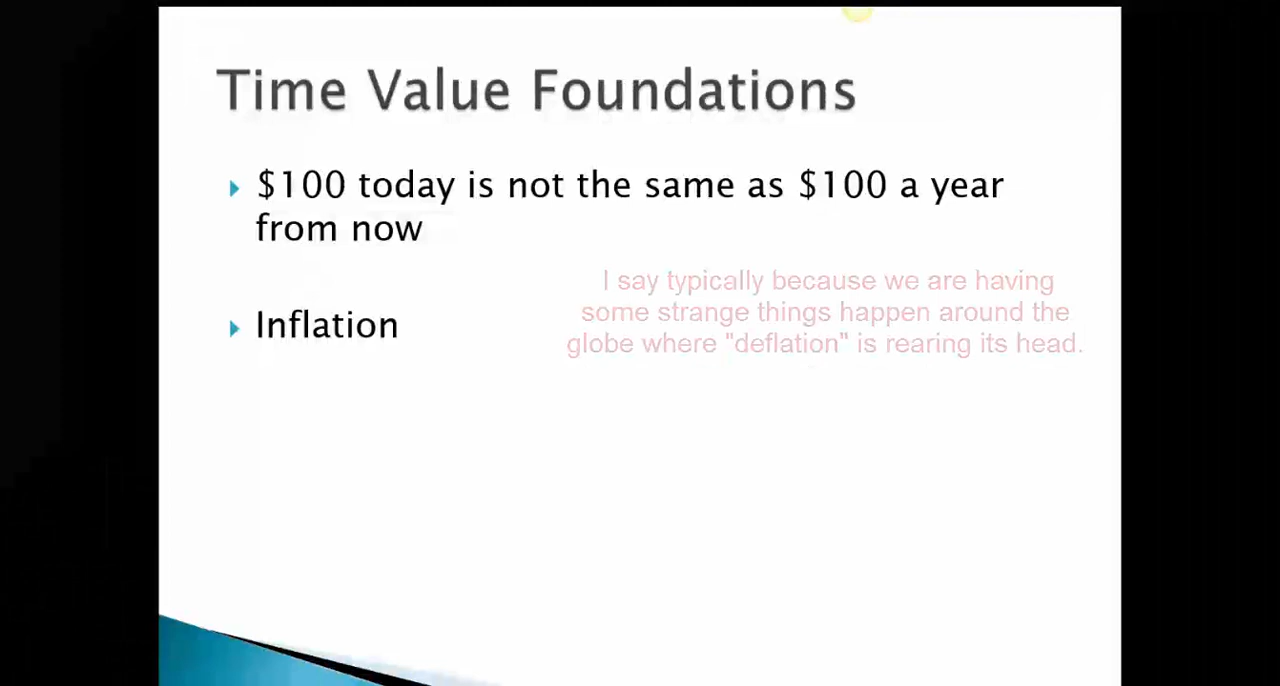 Time Value Foundations
$100 today is not the same as $100 a year
from now
I say typically because we are having
some strange things happen around the
globe where "deflation" is rearing its head.
Inflation